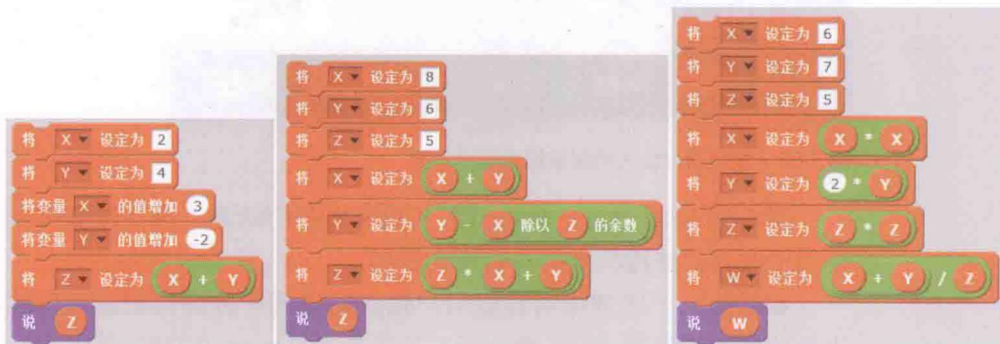 将 X 设定为 2
将 Y 设定为 4
将变量 X 的值增加 3
将变量 Y 的值增加 -2
将 Z 设定为 X + Y
说 Z
将 X 设定为 8
将 Y 设定为 6
将 Z 设定为 5
将 X 设定为 X + Y
将 Y 设定为 Y - X 除以 Z 的余数
将 Z 设定为 Z * X + Y
说 Z
将 X 设定为 6
将 Y 设定为 7
将 Z 设定为 5
将 X 设定为 X * X
将 Y 设定为 2 * Y
将 Z 设定为 Z * Z
将 W 设定为 X + Y / Z
说 W